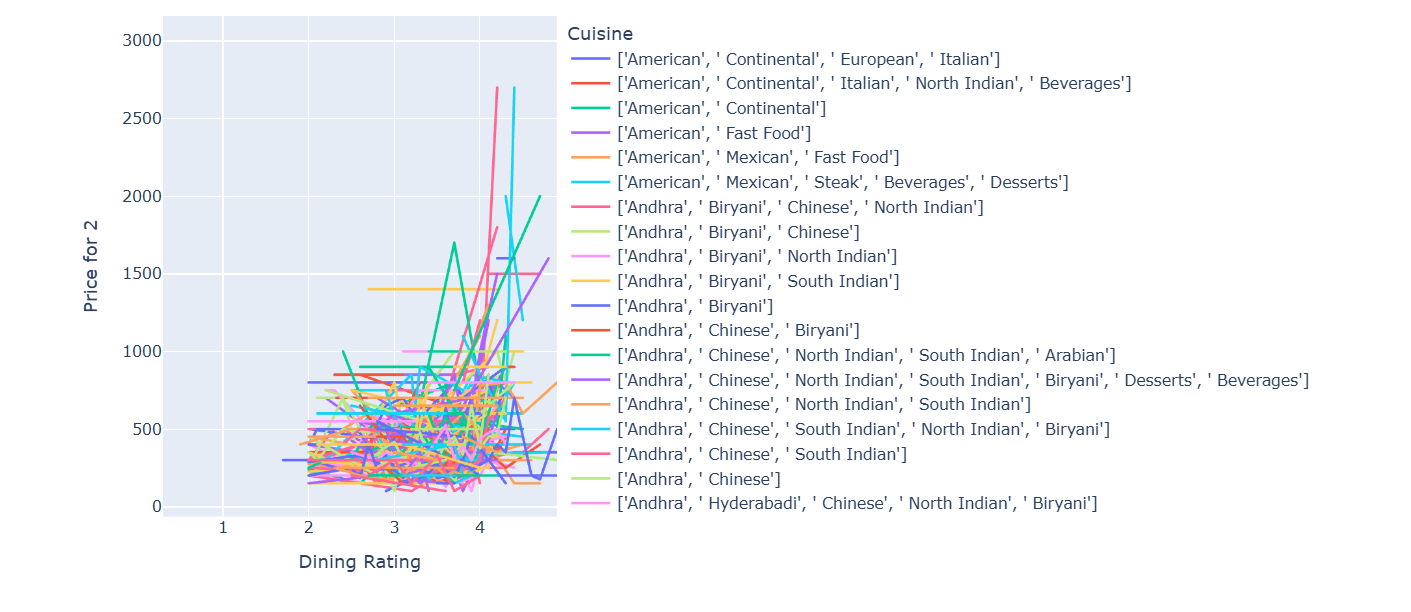 Cuisine
['American', ' Continental', ' European', ' Italian']
['American', ' Continental', ' Italian', ' North Indian', ' Beverages']
['American', ' Continental']
['American', ' Fast Food']
['American', ' Mexican', ' Fast Food']
['American', ' Mexican', ' Steak', ' Beverages', ' Desserts']
['Andhra', ' Biryani', ' Chinese', ' North Indian']
['Andhra', ' Biryani', ' Chinese']
['Andhra', ' Biryani', ' North Indian']
['Andhra', ' Biryani', ' South Indian']
['Andhra', ' Biryani']
['Andhra', ' Chinese', ' Biryani']
['Andhra', ' Chinese', ' North Indian', ' South Indian', ' Arabian']
['Andhra', ' Chinese', ' North Indian', ' South Indian', ' Biryani', ' Desserts', ' Beverages']
['Andhra', ' Chinese', ' North Indian', ' South Indian']
['Andhra', ' Chinese', ' South Indian', ' North Indian', ' Biryani']
['Andhra', ' Chinese', ' South Indian']
['Andhra', ' Chinese']
['Andhra', ' Hyderabadi', ' Chinese', ' North Indian', ' Biryani']
3000
2500
2000
1500
1000
500
0
Price for 2
1 2 3 4
Dining Rating